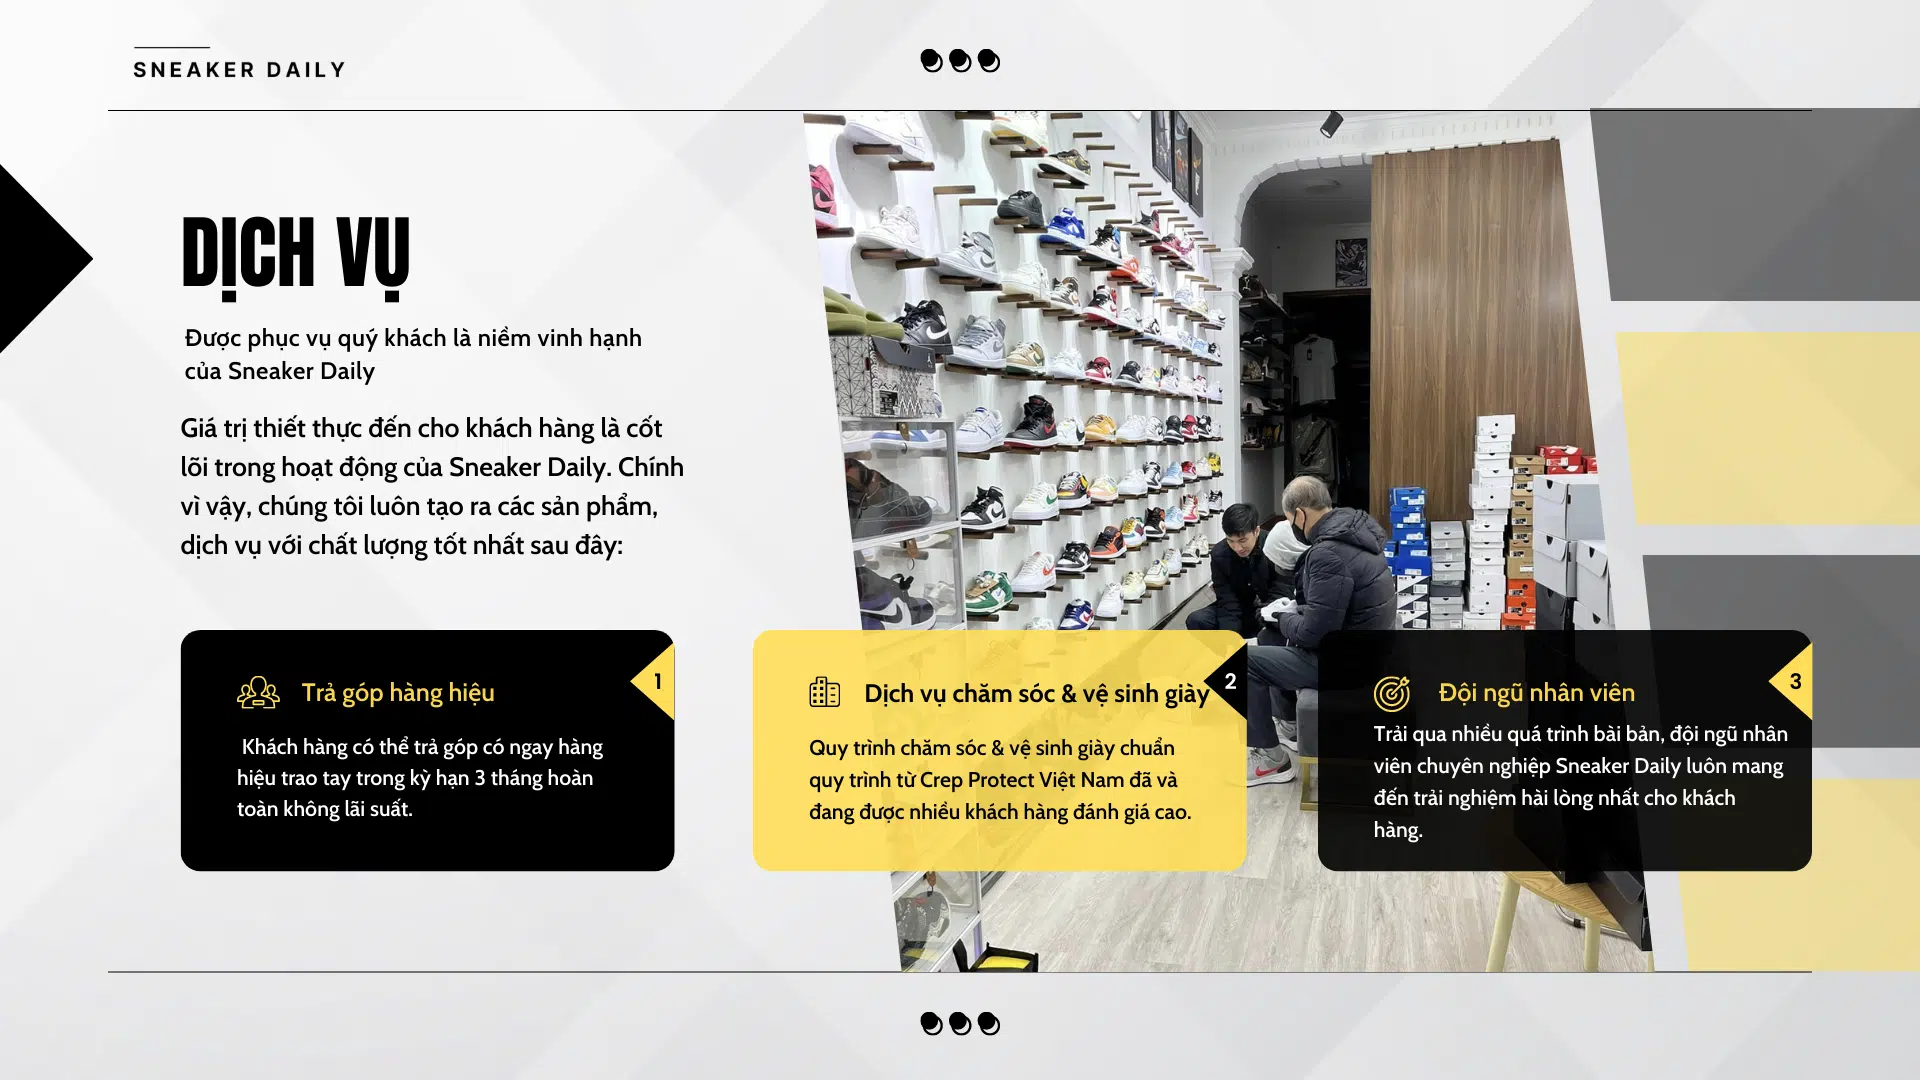 SNEAKER DAILY
DỊCH VỤ
Được phục vụ quý khách là niềm vinh hạnh
của Sneaker Daily
Giá trị thiết thực đến cho khách hàng là cốt
lõi trong hoạt động của Sneaker Daily. Chính
vì vậy, chúng tôi luôn tạo ra các sản phẩm,
dịch vụ với chất lượng tốt nhất sau đây:
1
Trả góp hàng hiệu
Khách hàng có thể trả góp có ngay hàng
hiệu trao tay trong kỳ hạn 3 tháng hoàn
toàn không lãi suất.
2
Dịch vụ chăm sóc & vệ sinh giày
Quy trình chăm sóc & vệ sinh giày chuẩn
quy trình từ Crep Protect Việt Nam đã và
đang được nhiều khách hàng đánh giá cao.
3
Đội ngũ nhân viên
Trải qua nhiều quá trình bài bản, đội ngũ nhân
viên chuyên nghiệp Sneaker Daily luôn mang
đến trải nghiệm hài lòng nhất cho khách
hàng.